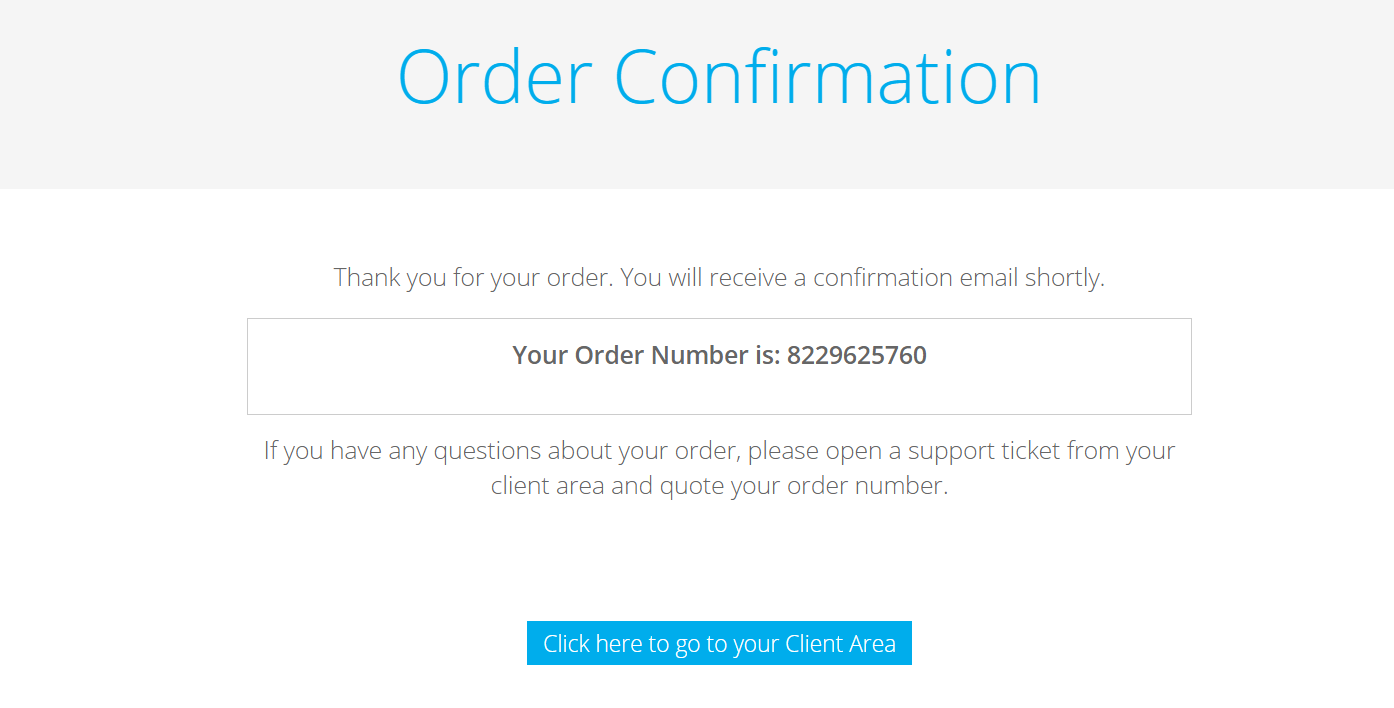 Order Confirmation
Thank you for your order. You will receive a confirmation email shortly.
Your Order Number is: 8229625760
If you have any questions about your order, please open a support ticket from your
client area and quote your order number.
Click here to go to your Client Area